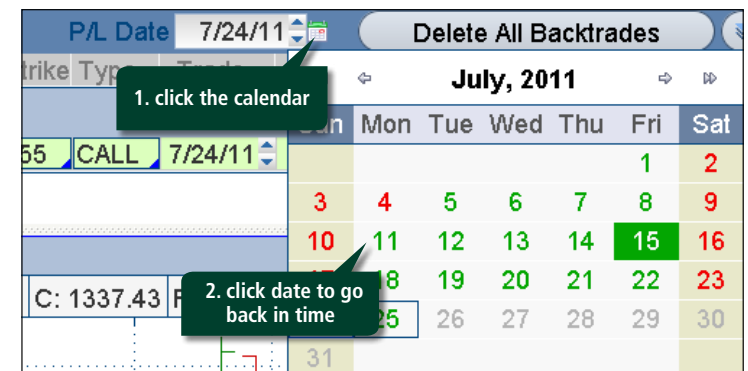 P/L Date 7/24/11 Delete All Backtrades
Type
1. click the calendar
July, 2011
Mon Tue Wed Thu Fri Sat
55 CALL 7/24/11
1 2
3 4 5 6 7 8 9
10 11 12 13 14 15 16
18 19 20 21 22 23
C: 1337.43
2. click date to go
back in time
25 26 27 28 29 30
31